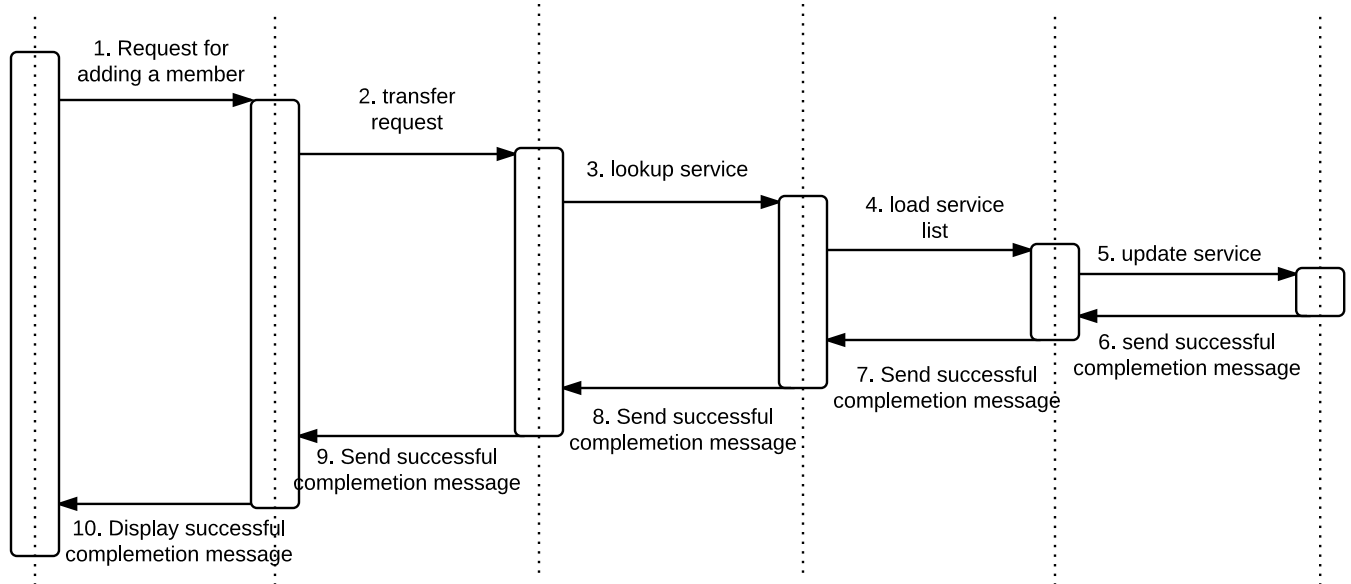 1. Request for
adding a member
2. transfer
request
3. lookup service
4. load service
list
5. update service
6. send successful
complemetion message
7. Send successful
complemetion message
8. Send successful
complemetion message
9. Send successful
complemetion message
10. Display successful
complemetion message